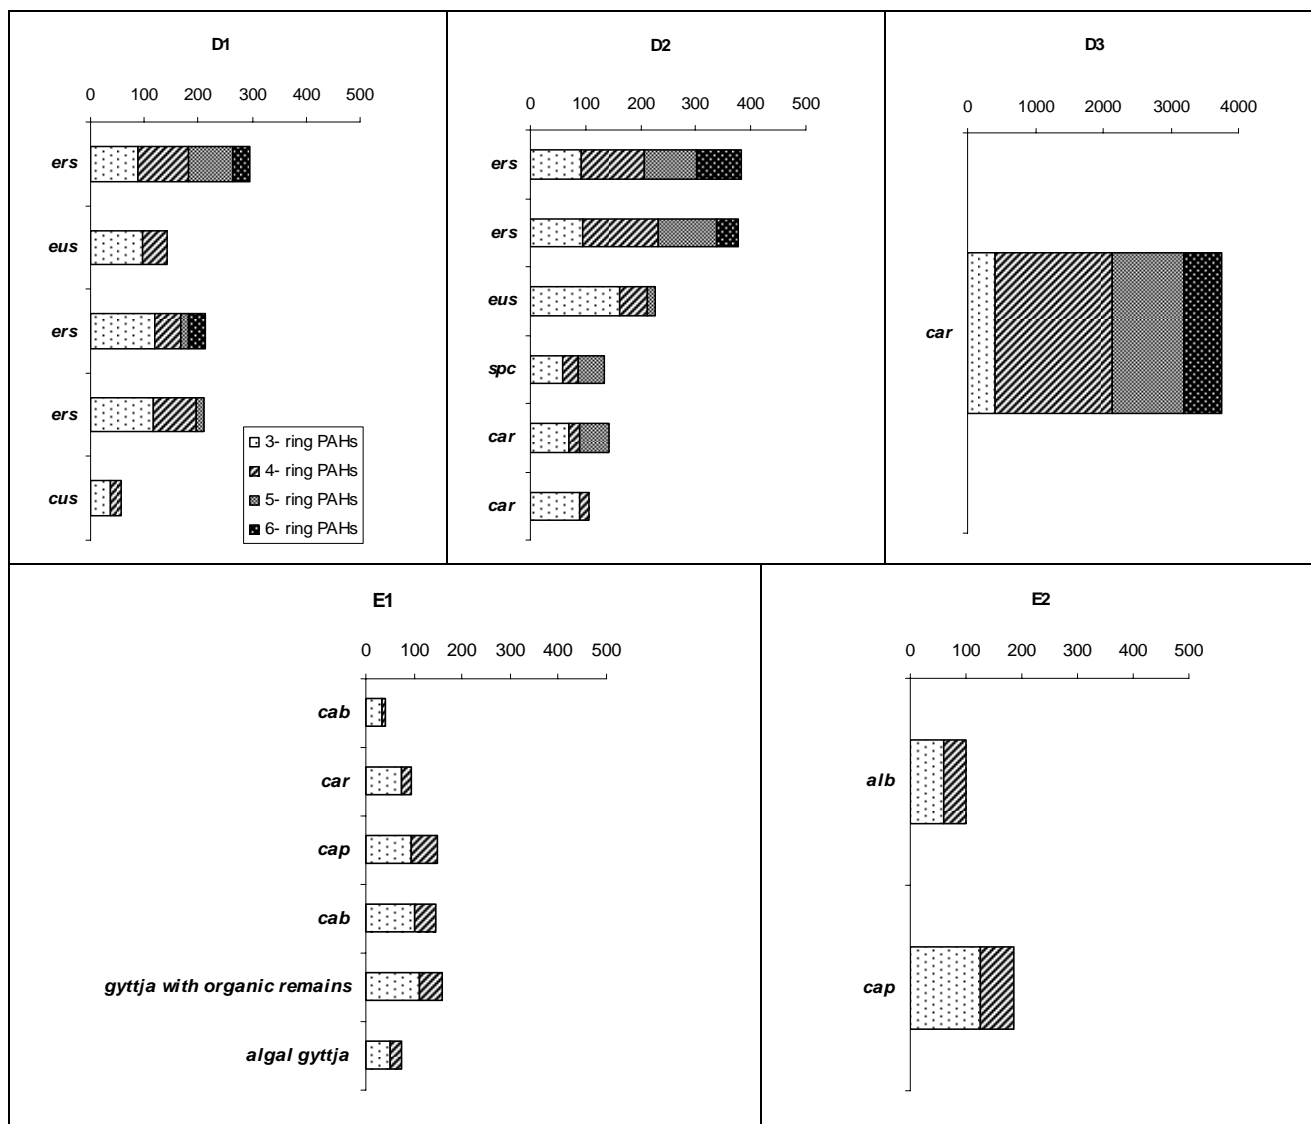 D1
0 100 200 300 400 500
ers
eus
ers
ers
cus
3- ring PAHs
4- ring PAHs
5- ring PAHs
6- ring PAHs
D2
0 100 200 300 400 500
ers
ers
eus
spc
car
car
D3
0 1000 2000 3000 4000
car
E1
0 100 200 300 400 500
cab
car
cap
cab
gyttja with organic remains
algal gyttja
E2
0 100 200 300 400 500
alb
cap